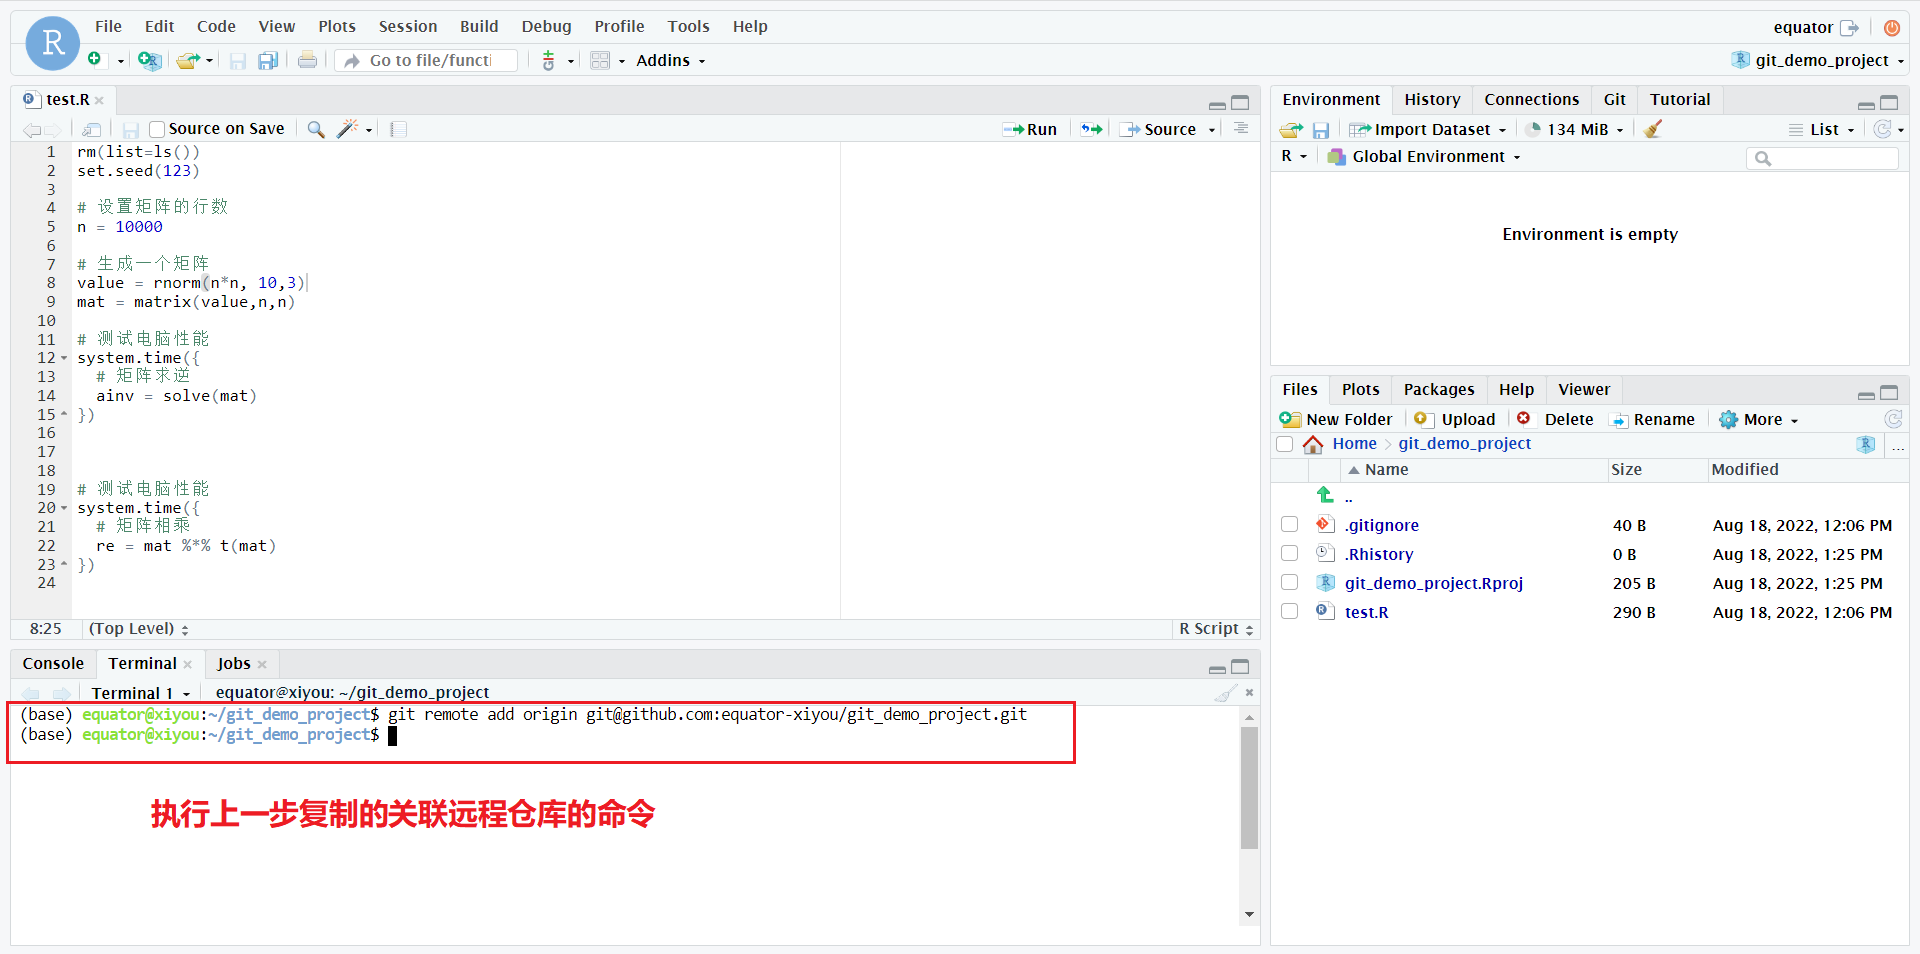 R
File Edit Code View Plots Session Build Debug Profile Tools Help
equator
Go to file/functi
Addins
git_demo_project
test.R
Source on Save
Run
Source
1 rm(list=ls())
2 set.seed(123)
3
4 # 设置矩阵的行数
5 n = 10000
6
7 # 生成一个矩阵
8 value = rnorm(n*n, 10,3)
9 mat = matrix(value,n,n)
10
11 # 测试电脑性能
12 system.time({
13 # 矩阵求逆
14 ainv = solve(mat)
15 })
16
17
18
19 # 测试电脑性能
20 system.time({
21 # 矩阵相乘
22 re = mat %*% t(mat)
23 })
24
8:25 (Top Level) R Script
Console Terminal Jobs
Terminal 1 equator@xiyou: ~/git_demo_project
(base) equator@xiyou:~/git_demo_project$ git remote add origin git@github.com:equator-xiyou/git_demo_project.git
(base) equator@xiyou:~/git_demo_project$
执行上一步复制的关联远程仓库的命令
Environment History Connections Git Tutorial
Import Dataset 134 MiB List
R Global Environment
Environment is empty
Files Plots Packages Help Viewer
New Folder Upload Delete Rename More
Home git_demo_project ...
Name Size Modified
..
.gitignore 40 B Aug 18, 2022, 12:06 PM
.Rhistory 0 B Aug 18, 2022, 1:25 PM
git_demo_project.Rproj 205 B Aug 18, 2022, 1:25 PM
test.R 290 B Aug 18, 2022, 12:06 PM